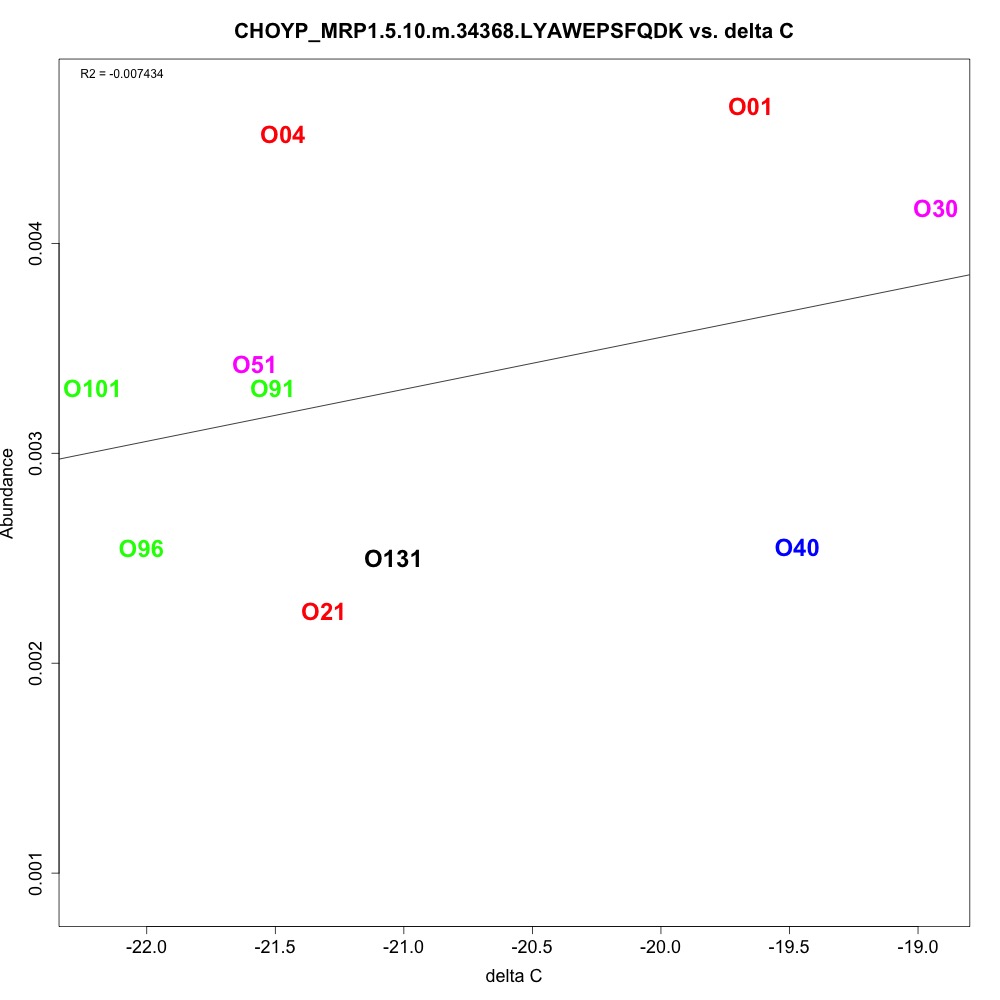 CHOYP_MRP1.5.10.m.34368.LYAWEPSFQDK vs. delta C
R2 = -0.007434
O01
O04
O30
0.004
O51
O101
O91
0.003
Abundance
O96
O131
O40
O21
0.002
0.001
-22.0 -21.5 -21.0 -20.5 -20.0 -19.5 -19.0
delta C